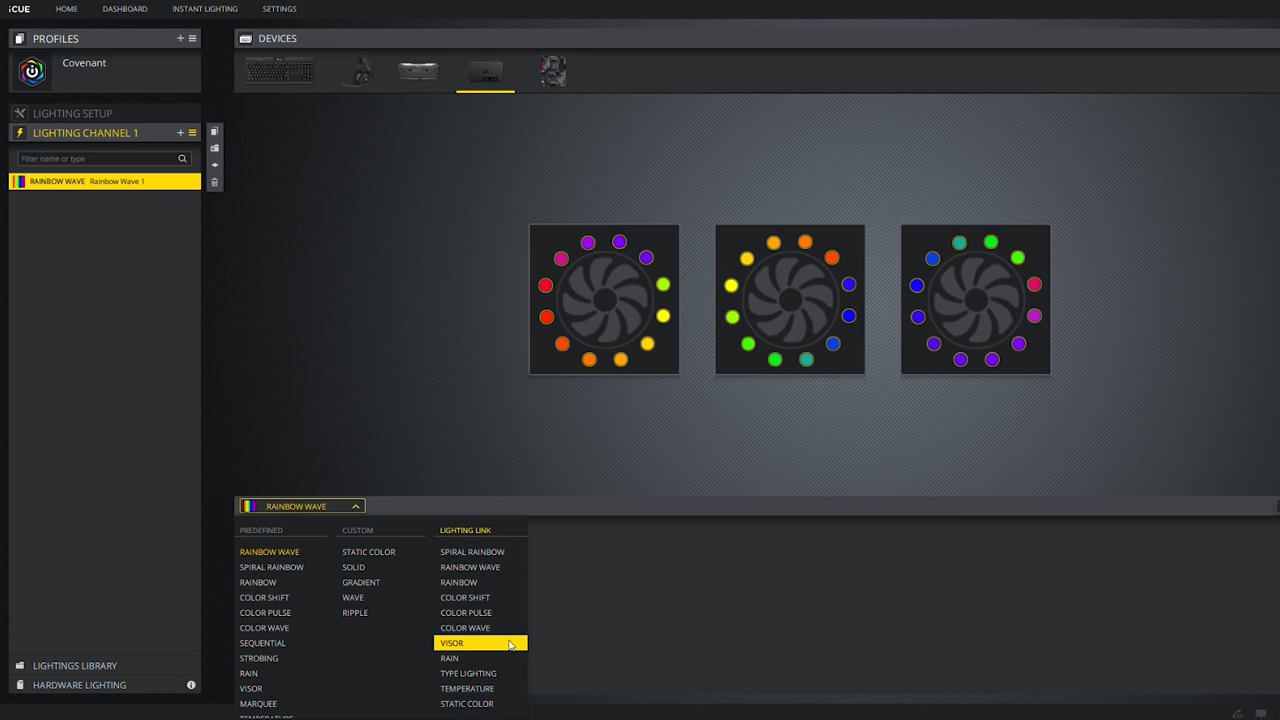 iCUE HOME DASHBOARD INSTANT LIGHTING SETTINGS
PROFILES
Covenant
LIGHTING SETUP
LIGHTING CHANNEL 1
Filter name or type
RAINBOW WAVE Rainbow Wave 1
LIGHTINGS LIBRARY
HARDWARE LIGHTING
DEVICES
RAINBOW WAVE
PREDEFINED
RAINBOW WAVE
SPIRAL RAINBOW
RAINBOW
COLOR SHIFT
COLOR PULSE
COLOR WAVE
SEQUENTIAL
STROBING
RAIN
VISOR
MARQUEE
TEMPERATURE
CUSTOM
STATIC COLOR
SOLID
GRADIENT
WAVE
RIPPLE
LIGHTING LINK
SPIRAL RAINBOW
RAINBOW WAVE
RAINBOW
COLOR SHIFT
COLOR PULSE
COLOR WAVE
VISOR
RAIN
TYPE LIGHTING
TEMPERATURE
STATIC COLOR